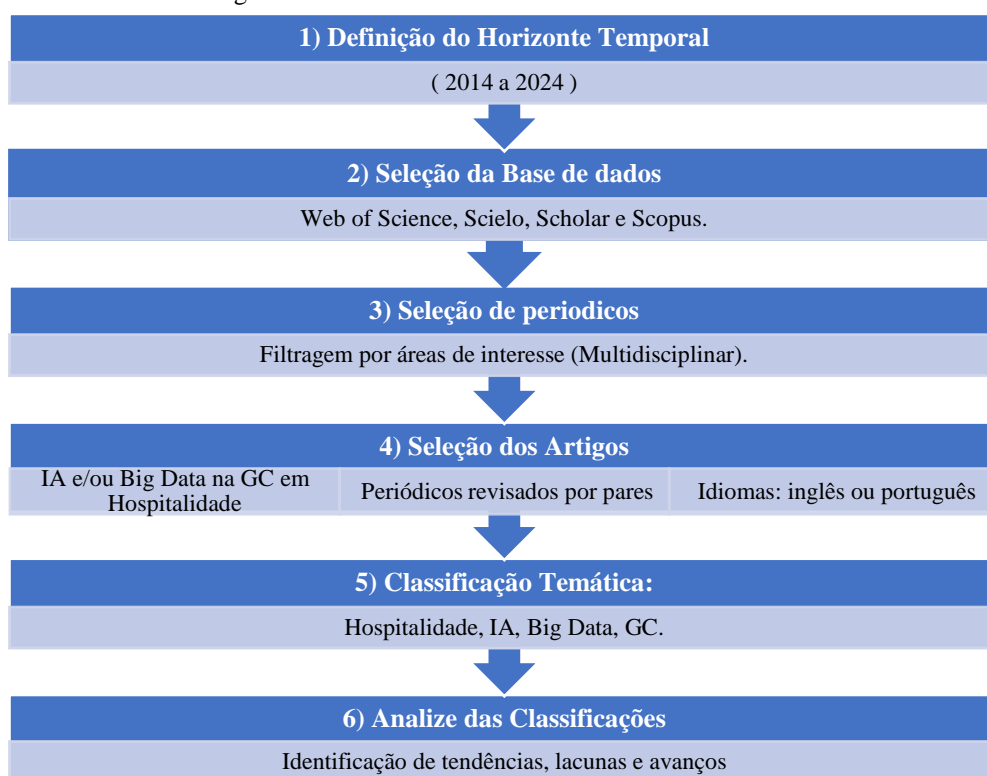 1) Definição do Horizonte Temporal
( 2014 a 2024 )
2) Seleção da Base de dados
Web of Science, Scielo, Scholar e Scopus.
3) Seleção de periodicos
Filtragem por áreas de interesse (Multidisciplinar).
4) Seleção dos Artigos
IA e/ou Big Data na GC em
Hospitalidade
Periódicos revisados por pares
Idiomas: inglês ou português
5) Classificação Temática:
Hospitalidade, IA, Big Data, GC.
6) Analize das Classificações
Identificação de tendências, lacunas e avanços